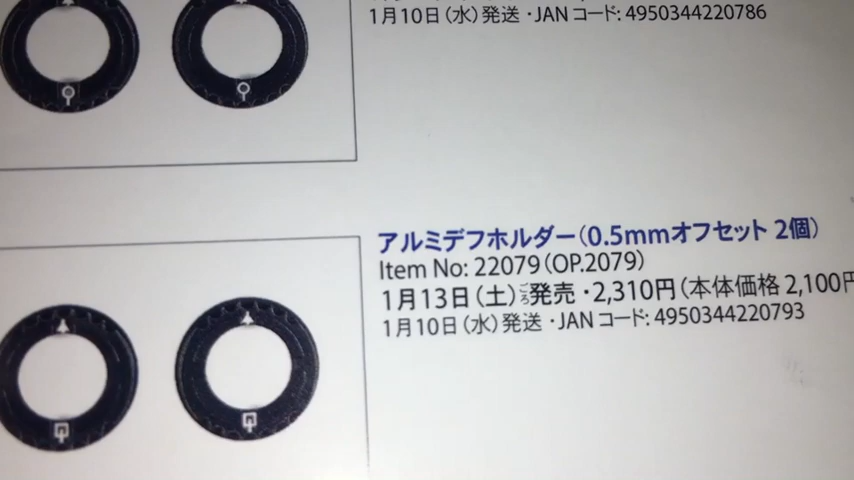 1月10日（水）発送 ・JANコード: 4950344220786
アルミデフホルダー（0.5mmオフセット 2個）
Item No: 22079（OP.2079）
1月13日（土）ごろ発売 ・2,310円（本体価格 2,100円
1月10日（水）発送 ・JANコード: 4950344220793